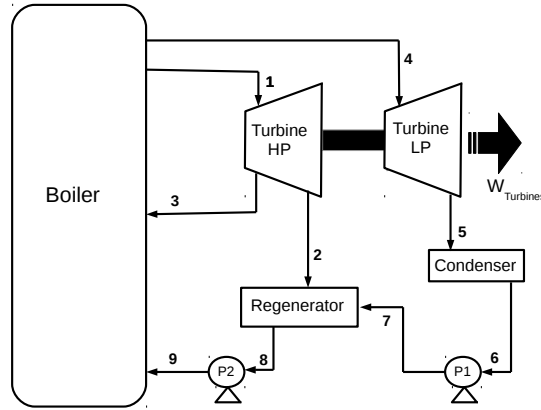 4
1
Turbine
HP
Turbine
LP
W Turbines
Boiler
3
5
2
Condenser
Regenerator
7
9
8
6
P2
P1